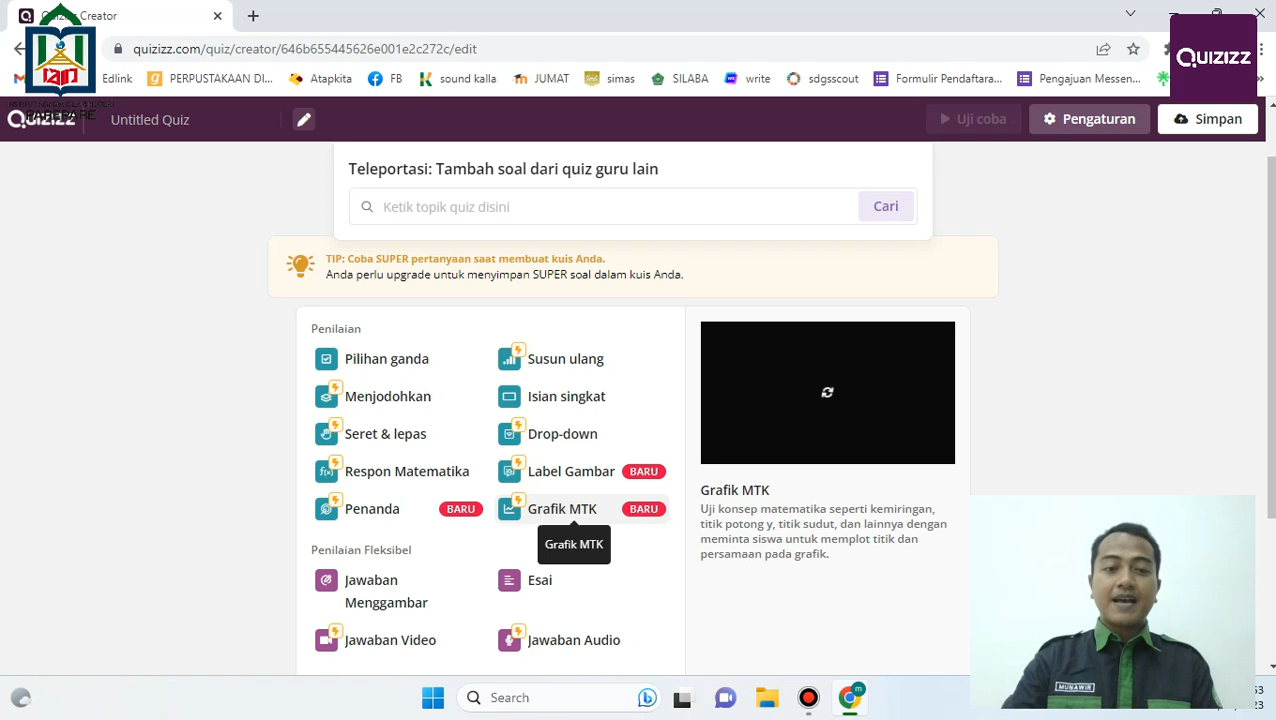 Quizizz Creator
quizizz.com/quiz/creator/646b655445626e001e2c272c/edit
Edlink
PERPUSTAKAAN DI...
Atapkita
FB
sound kalla
JUMAT
simas
SILABA
write
sdgsscout
Formulir Pendaftara...
Pengajuan Messen...
QUIZIZZ
PAREPARE
QUIZIZZ
Untitled Quiz
Uji coba
Pengaturan
Simpan
Teleportasi: Tambah soal dari quiz guru lain
Ketik topik quiz disini
Cari
TIP: Coba SUPER pertanyaan saat membuat kuis Anda.
Anda perlu upgrade untuk menyimpan SUPER soal dalam kuis Anda.
Penilaian
Pilihan ganda
Susun ulang
Menjodohkan
Isian singkat
Seret & lepas
Drop-down
Respon Matematika
Label Gambar BARU
Penanda BARU
Grafik MTK BARU
Grafik MTK
Penilaian Fleksibel
Jawaban
Menggambar
Esai
Jawaban Video
Jawaban Audio
Grafik MTK
Uji konsep matematika seperti kemiringan,
titik potong y, titik sudut, dan lainnya dengan
meminta siswa untuk memplot titik dan
persamaan pada grafik.
MUNAWIR
Search